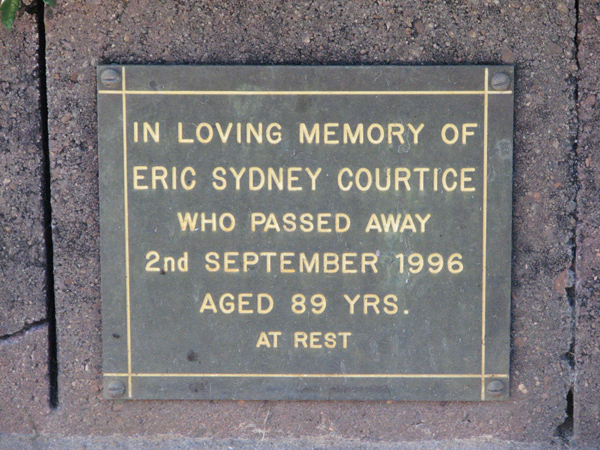 IN LOVING MEMORY OF
ERIC SYDNEY COURTICE
WHO PASSED AWAY
2nd SEPTEMBER 1996
AGED 89 YRS.
AT REST